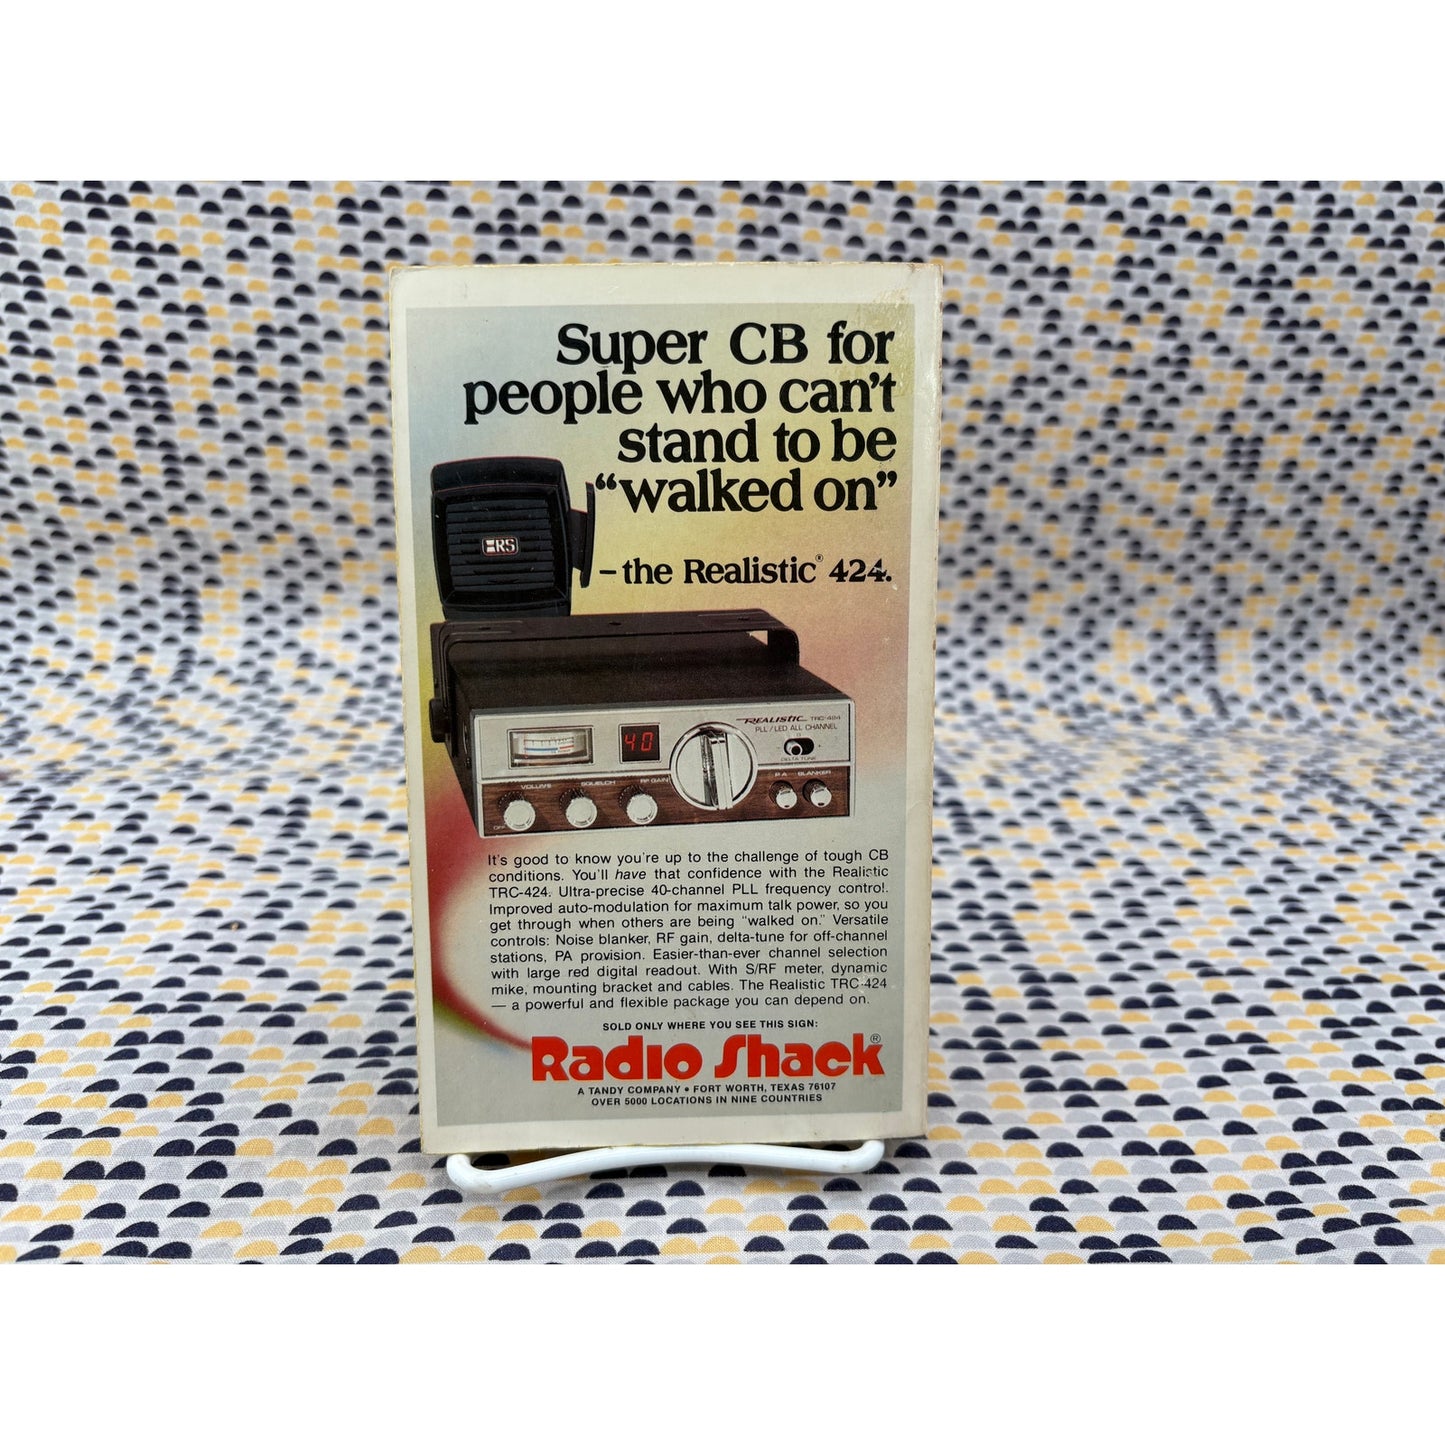 Super CB for
people who can't
stand to be
“walked on”
– the Realistic® 424.
RS
REALISTIC TRC-424
PLL / LED ALL CHANNEL
40
DELTA TUNE
VOLUME SQUELCH RF GAIN P A BLANKER
OFF
It's good to know you're up to the challenge of tough CB
conditions. You'll have that confidence with the Realistic
TRC-424. Ultra-precise 40-channel PLL frequency control.
Improved auto-modulation for maximum talk power, so you
get through when others are being “walked on.” Versatile
controls: Noise blanker, RF gain, delta-tune for off-channel
stations, PA provision. Easier-than-ever channel selection
with large red digital readout. With S/RF meter, dynamic
mike, mounting bracket and cables. The Realistic TRC-424
— a powerful and flexible package you can depend on.
SOLD ONLY WHERE YOU SEE THIS SIGN:
Radio Shack®
A TANDY COMPANY • FORT WORTH, TEXAS 76107
OVER 5000 LOCATIONS IN NINE COUNTRIES